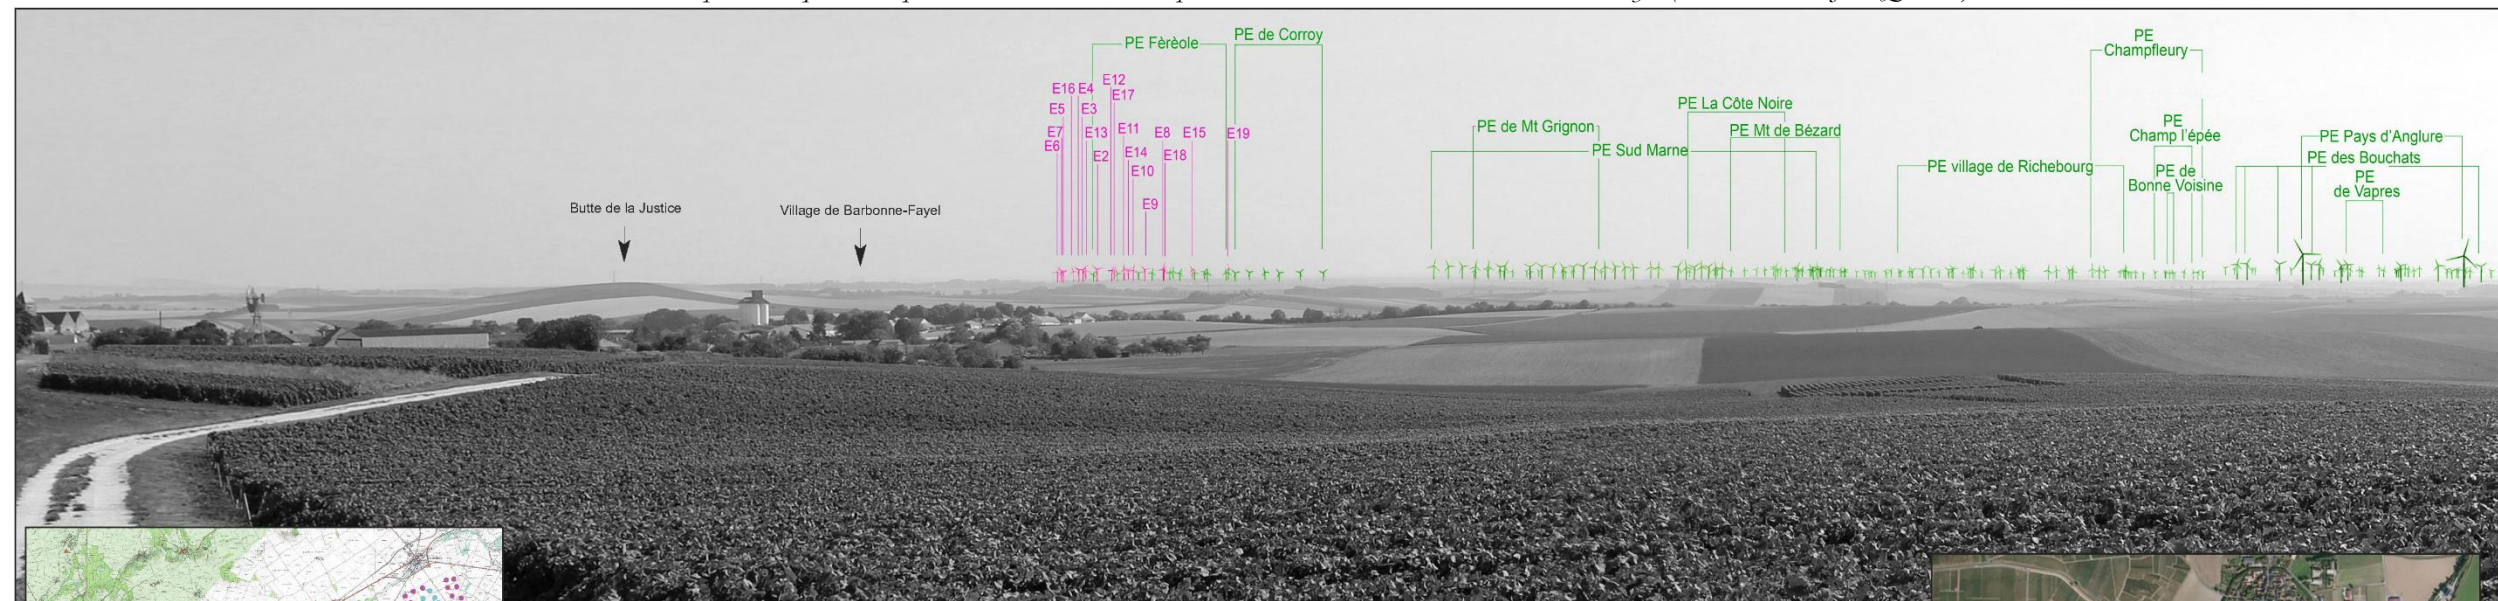 PE Fèrèole
PE de Corroy
PE
Champfleury
E12
E16
E4
E17
E5
E3
E7
E13
E11
E8
E15
E19
E6
E2
E14
E18
E10
E9
PE La Côte Noire
PE de Mt Grignon
PE Mt de Bézard
PE Sud Marne
PE village de Richebourg
PE
Champ l'épée
PE de
Bonne Voisine
PE Pays d'Anglure
PE des Bouchats
PE
de Vapres
Butte de la Justice
Village de Barbonne-Fayel